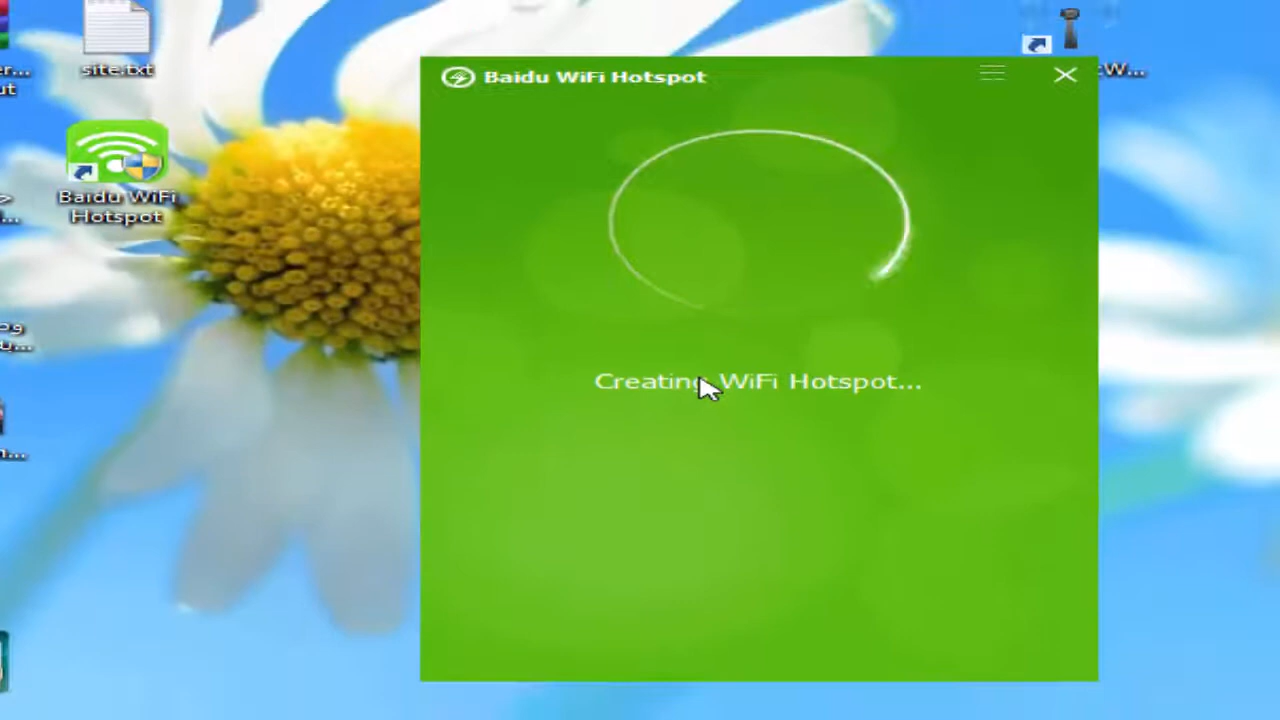 site.txt
Baidu WiFi Hotspot
Baidu WiFi
Hotspot
Creating WiFi Hotspot...